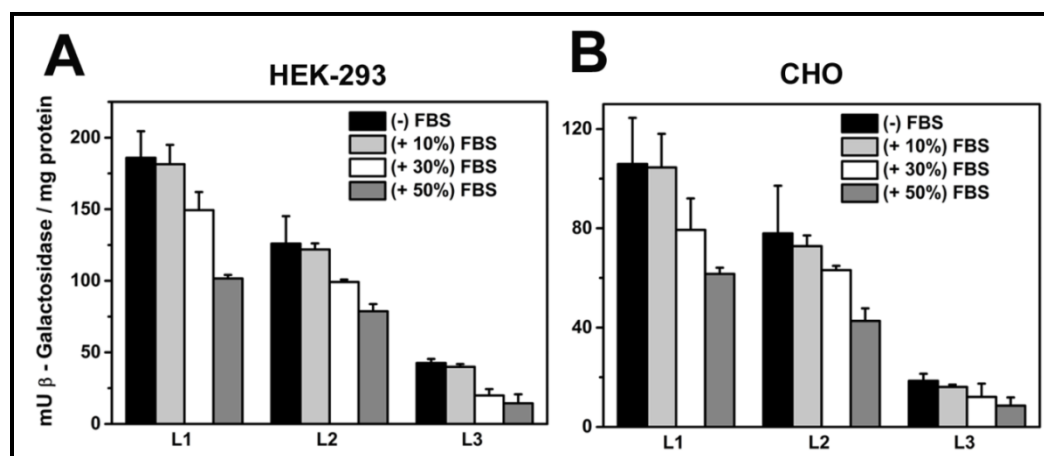 A
HEK-293
mU β - Galactosidase / mg protein
200
150
100
50
0
(-) FBS
(+ 10%) FBS
(+ 30%) FBS
(+ 50%) FBS
L1 L2 L3
B
CHO
120
80
40
0
(-) FBS
(+ 10%) FBS
(+ 30%) FBS
(+ 50%) FBS
L1 L2 L3